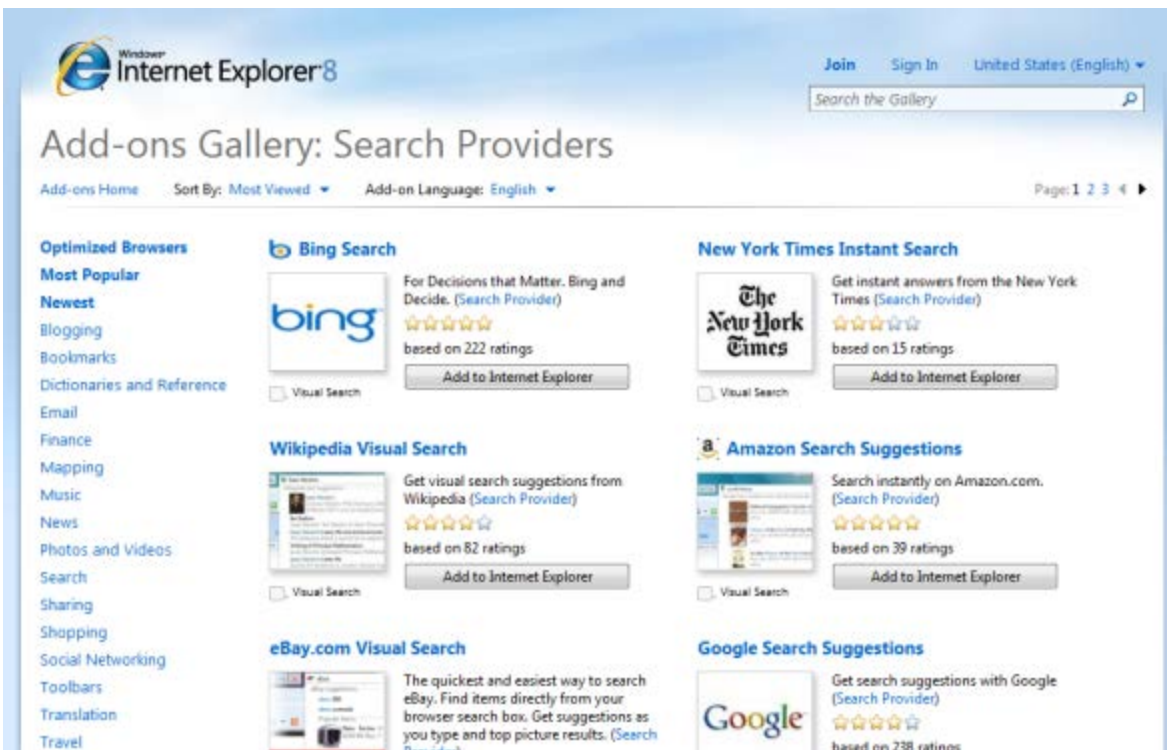 Windows®
Internet Explorer 8
Join Sign In United States (English)
Search the Gallery
Add-ons Gallery: Search Providers
Add-ons Home Sort By: Most Viewed Add-on Language: English Page: 1 2 3
Optimized Browsers
Most Popular
Newest
Blogging
Bookmarks
Dictionaries and Reference
Email
Finance
Mapping
Music
News
Photos and Videos
Search
Sharing
Shopping
Social Networking
Toolbars
Translation
Travel
Bing Search
bing
For Decisions that Matter. Bing and
Decide. (Search Provider)
based on 222 ratings
Add to Internet Explorer
Visual Search
New York Times Instant Search
The
New York
Times
Get instant answers from the New York
Times (Search Provider)
based on 15 ratings
Add to Internet Explorer
Visual Search
Wikipedia Visual Search
Get visual search suggestions from
Wikipedia (Search Provider)
based on 82 ratings
Add to Internet Explorer
Visual Search
a Amazon Search Suggestions
Search instantly on Amazon.com.
(Search Provider)
based on 39 ratings
Add to Internet Explorer
Visual Search
eBay.com Visual Search
The quickest and easiest way to search
eBay. Find items directly from your
browser search box. Get suggestions as
you type and top picture results. (Search
Provider)
Google Search Suggestions
Google
Get search suggestions with Google
(Search Provider)
based on 238 ratings